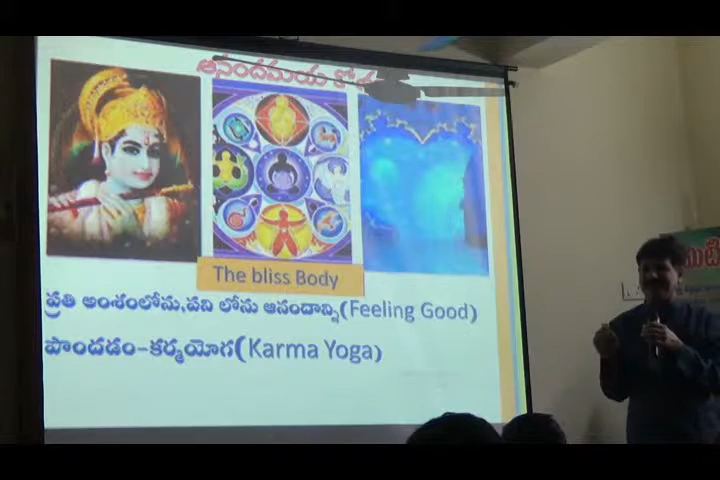 ఆనందమయ కోశ
The bliss Body
ప్రతి అంశంలోను,పని లోను ఆనందాన్ని(Feeling Good)
పొందడం-కర్మయోగ(Karma Yoga)